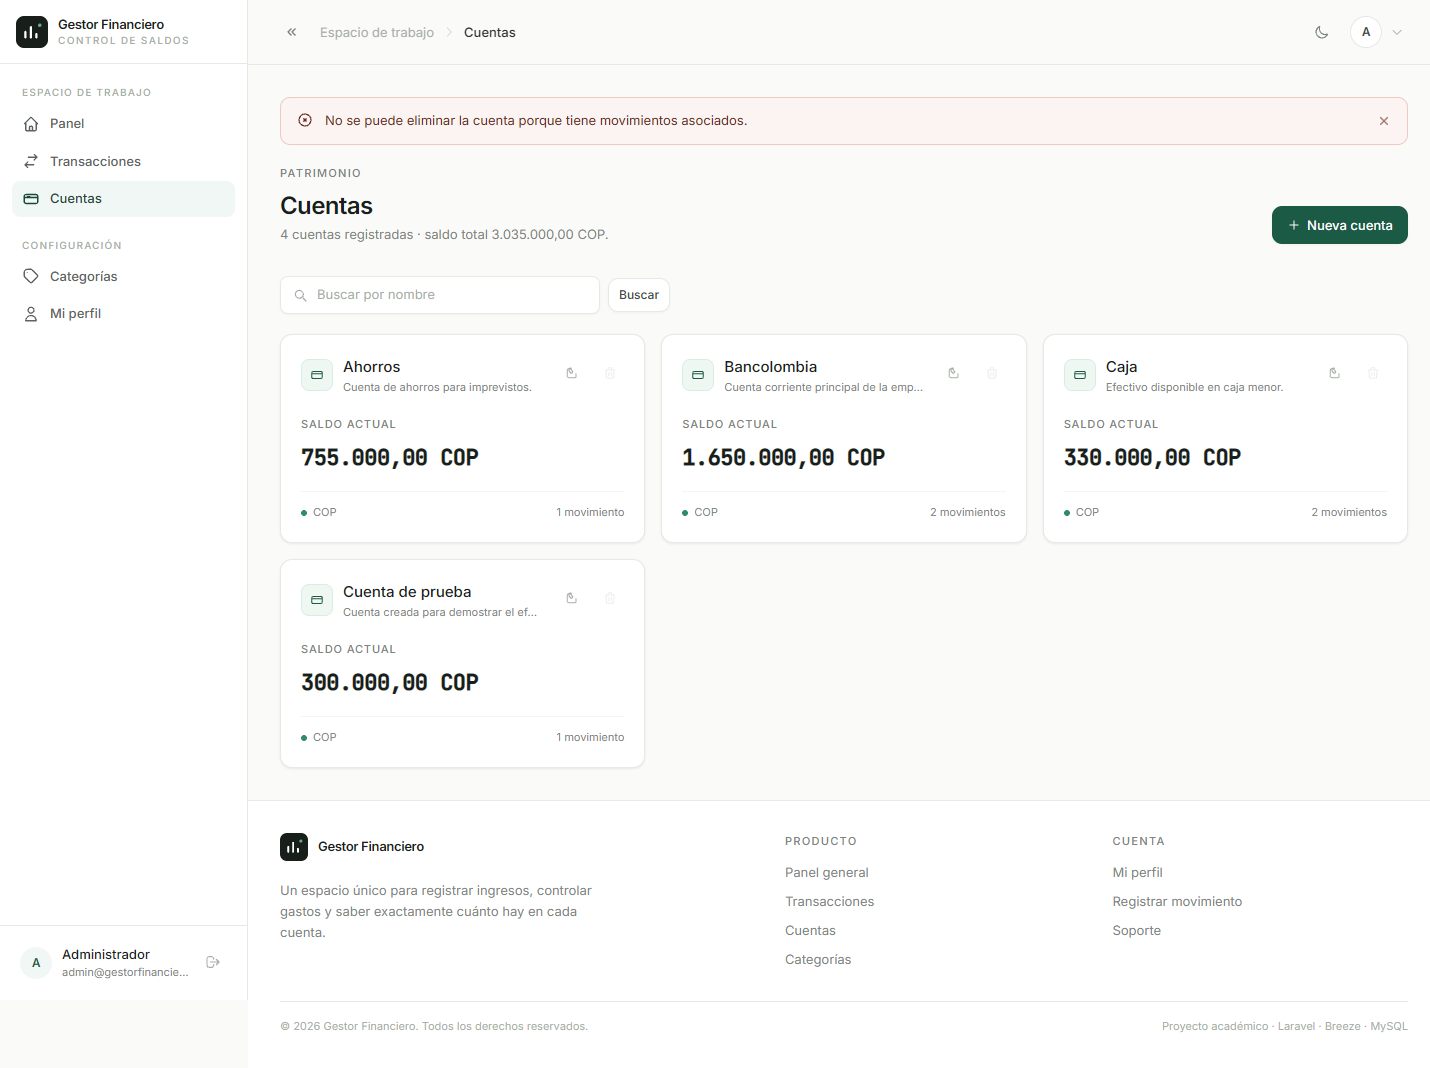 Gestor Financiero
CONTROL DE SALDOS
ESPACIO DE TRABAJO
Panel
Transacciones
Cuentas
CONFIGURACIÓN
Categorías
Mi perfil
A
Administrador
admin@gestorfinancie...
Espacio de trabajo
Cuentas
A
No se puede eliminar la cuenta porque tiene movimientos asociados.
PATRIMONIO
Cuentas
4 cuentas registradas · saldo total 3.035.000,00 COP.
Nueva cuenta
Buscar por nombre
Buscar
Ahorros
Cuenta de ahorros para imprevistos.
SALDO ACTUAL
755.000,00 COP
COP
1 movimiento
Bancolombia
Cuenta corriente principal de la emp...
SALDO ACTUAL
1.650.000,00 COP
COP
2 movimientos
Caja
Efectivo disponible en caja menor.
SALDO ACTUAL
330.000,00 COP
COP
2 movimientos
Cuenta de prueba
Cuenta creada para demostrar el ef...
SALDO ACTUAL
300.000,00 COP
COP
1 movimiento
Gestor Financiero
Un espacio único para registrar ingresos, controlar
gastos y saber exactamente cuánto hay en cada
cuenta.
PRODUCTO
Panel general
Transacciones
Cuentas
Categorías
CUENTA
Mi perfil
Registrar movimiento
Soporte
© 2026 Gestor Financiero. Todos los derechos reservados.
Proyecto académico · Laravel · Breeze · MySQL